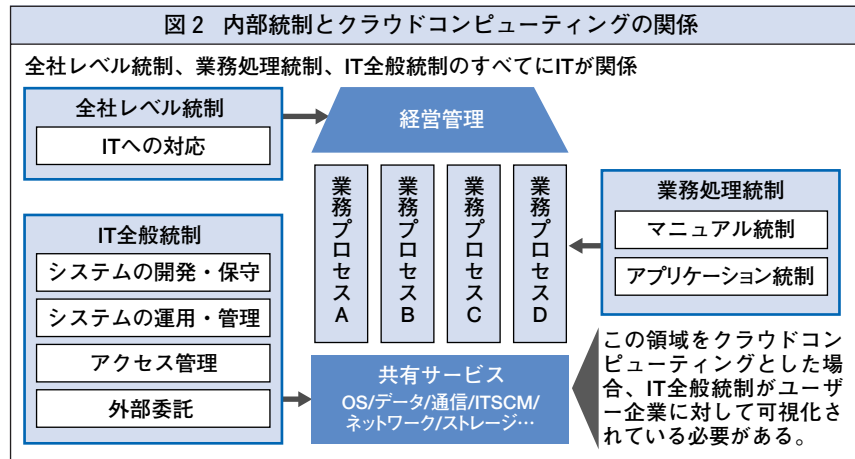 図2 内部統制とクラウドコンピューティングの関係
全社レベル統制、業務処理統制、IT全般統制のすべてにITが関係
全社レベル統制
ITへの対応
経営管理
業務プロセスA
業務プロセスB
業務プロセスC
業務プロセスD
業務処理統制
マニュアル統制
アプリケーション統制
IT全般統制
システムの開発・保守
システムの運用・管理
アクセス管理
外部委託
共有サービス
OS/データ/通信/ITSCM/
ネットワーク/ストレージ…
この領域をクラウドコン
ピューティングとした場
合、IT全般統制がユーザ
ー企業に対して可視化さ
れている必要がある。